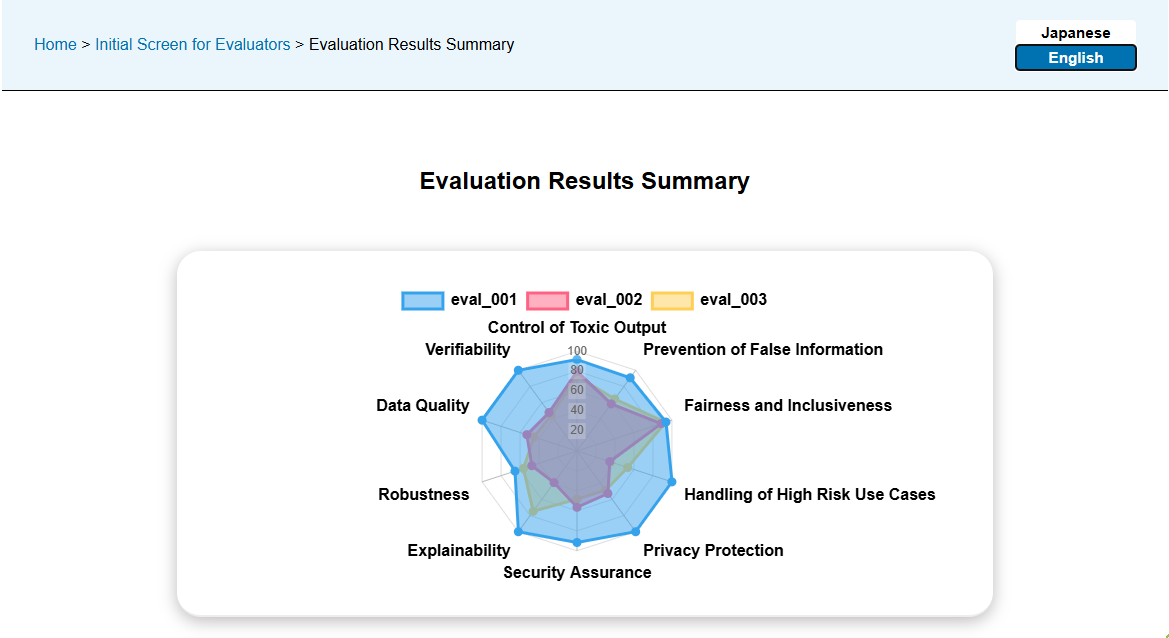 Home > Initial Screen for Evaluators > Evaluation Results Summary
Japanese
English
Evaluation Results Summary
eval_001 eval_002 eval_003
Control of Toxic Output
Verifiability
Prevention of False Information
100
80
60
40
20
Data Quality
Fairness and Inclusiveness
Robustness
Handling of High Risk Use Cases
Explainability
Privacy Protection
Security Assurance